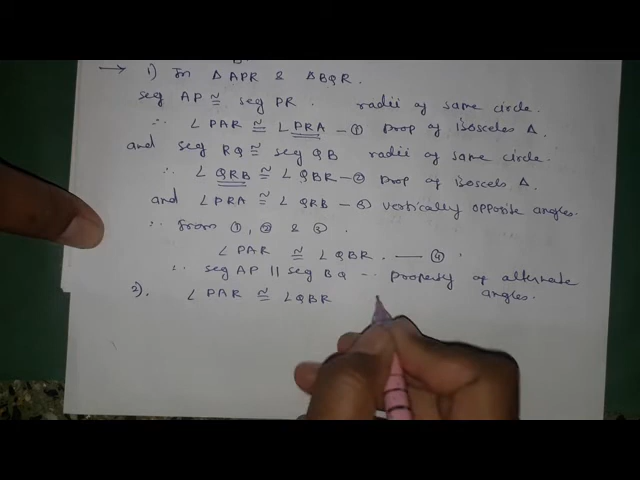 → 1) In △APR & △BQR.
seg AP ≅ seg PR. radii of same circle.
∴ ∠PAR ≅ ∠PRA — ① Prop of isosceles △.
and seg RQ ≅ seg QB radii of same circle.
∴ ∠QRB ≅ ∠QBR — ② Prop of isoscels △.
and ∠PRA ≅ ∠QRB — ③ vertically opposite angles.
∴ from ①, ② & ③.
∠PAR ≅ ∠QBR. — ④
∴ seg AP || seg BQ -- property of alternate
angles.
2). ∠PAR ≅ ∠QBR